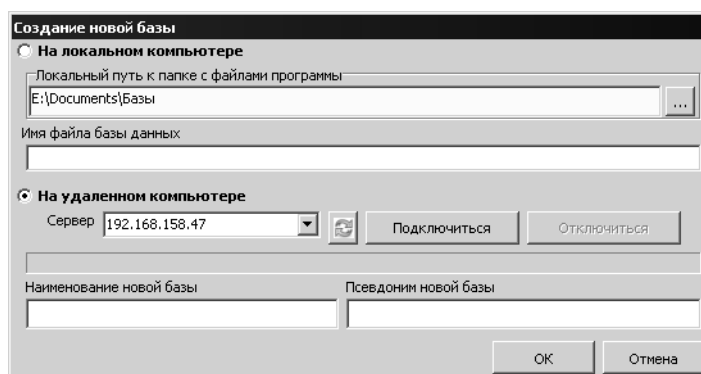 Создание новой базы
На локальном компьютере
Локальный путь к папке с файлами программы
E:\Documents\Базы
...
Имя файла базы данных
На удаленном компьютере
Сервер 192.168.158.47 Подключиться Отключиться
Наименование новой базы Псевдоним новой базы
ОК Отмена